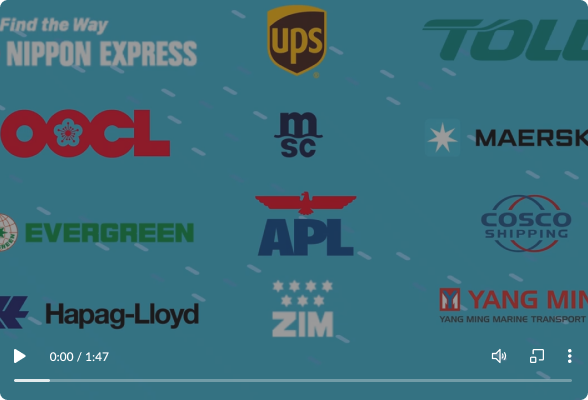 Find the Way
NIPPON EXPRESS
ups
TOLL
OOCL
m
sc
MAERSK
EVERGREEN
APL
COSCO
SHIPPING
Hapag-Lloyd
ZIM
YANG MIN
YANG MING MARINE TRANSPORT
0:00 / 1:47